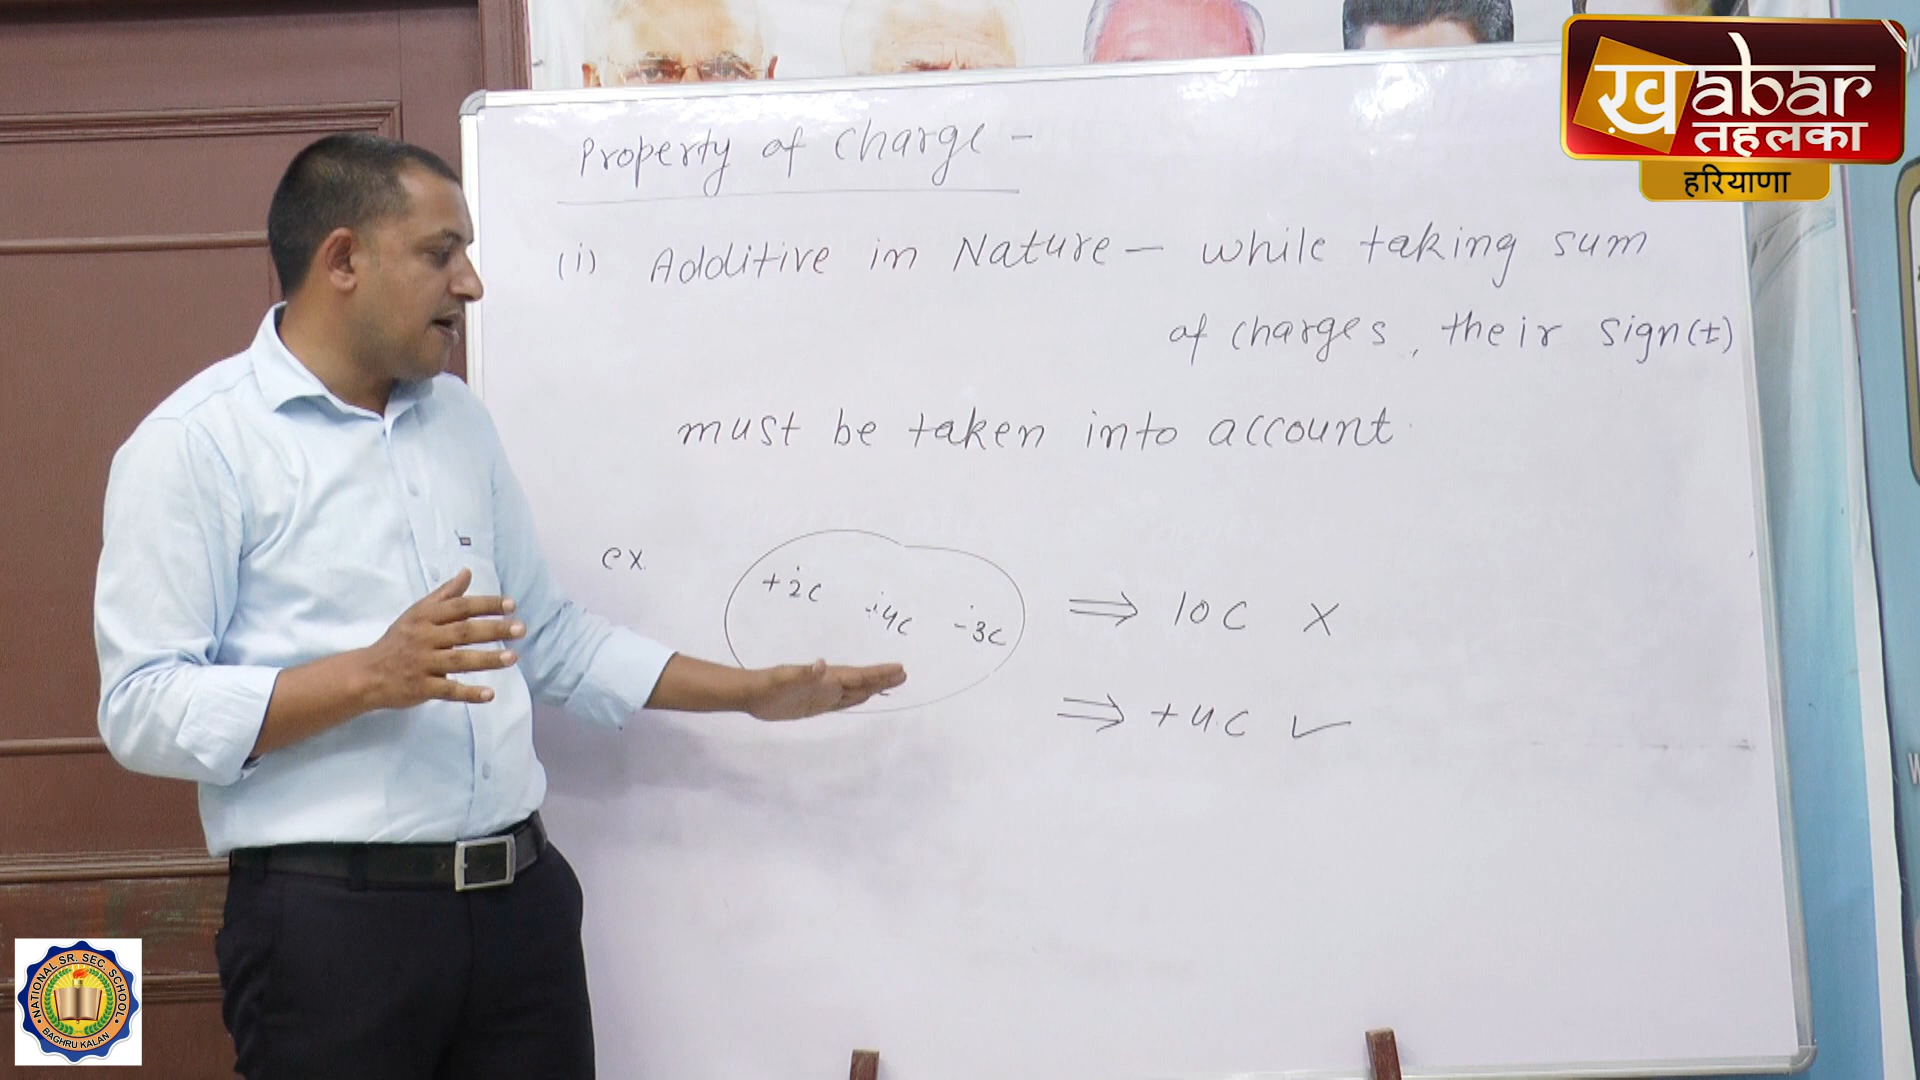 खabar
तहलका
हरियाणा
Property of Charge -
(i) Additive in Nature — while taking sum
of charges, their sign(±)
must be taken into account.
ex.
+2C +4C -3C ⇒ 10C X
⇒ +4C ✓
NATIONAL SR. SEC. SCHOOL
BAGHRU KALAN